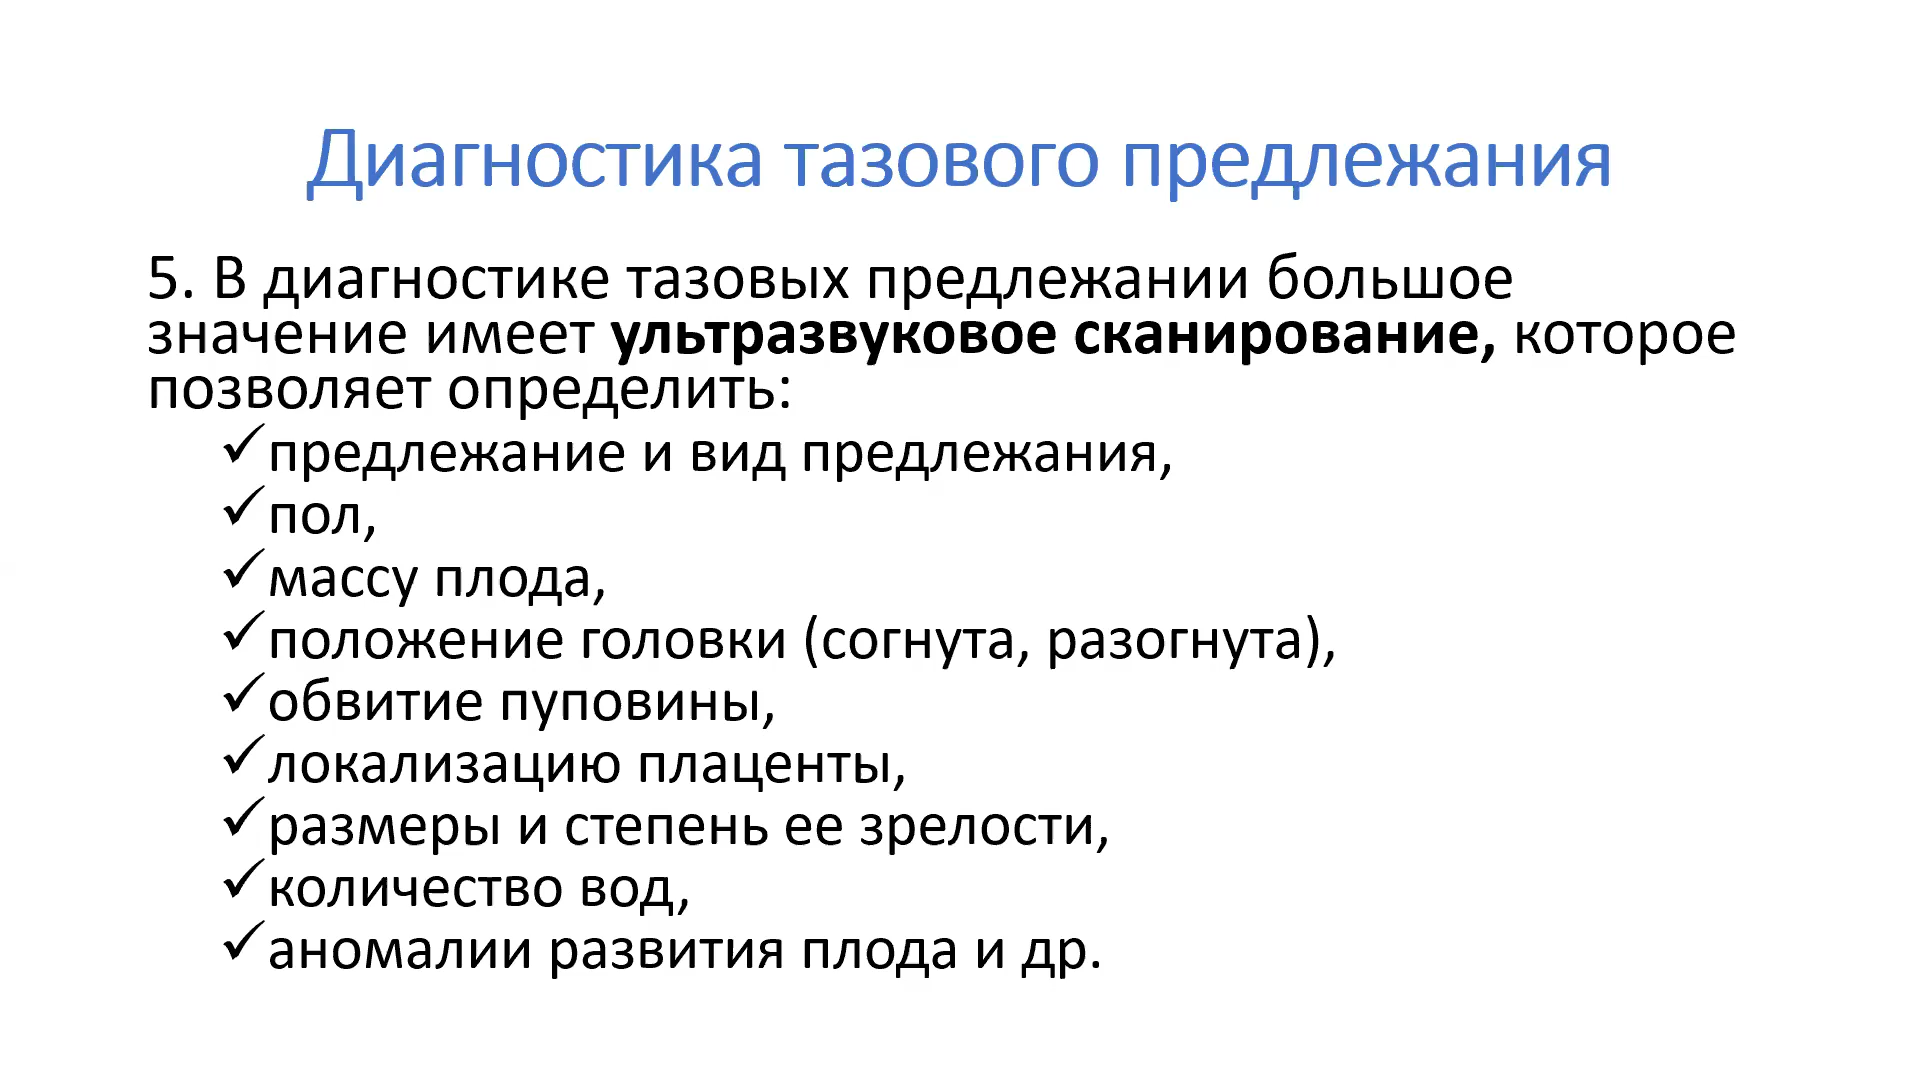 Диагностика тазового предлежания
5. В диагностике тазовых предлежании большое
значение имеет ультразвуковое сканирование, которое
позволяет определить:
✓предлежание и вид предлежания,
✓пол,
✓массу плода,
✓положение головки (согнута, разогнута),
✓обвитие пуповины,
✓локализацию плаценты,
✓размеры и степень ее зрелости,
✓количество вод,
✓аномалии развития плода и др.